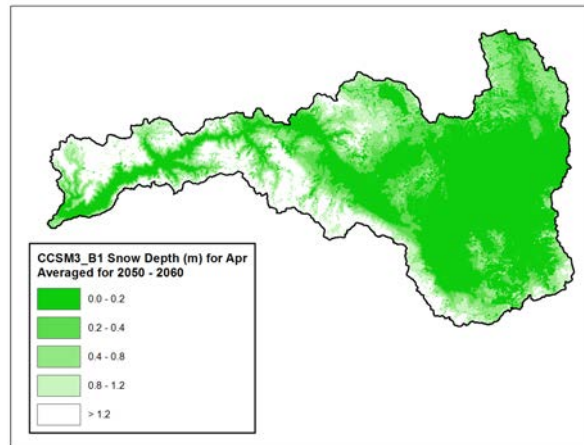 CCSM3_B1 Snow Depth (m) for Apr
Averaged for 2050 - 2060
0.0 - 0.2
0.2 - 0.4
0.4 - 0.8
0.8 - 1.2
> 1.2